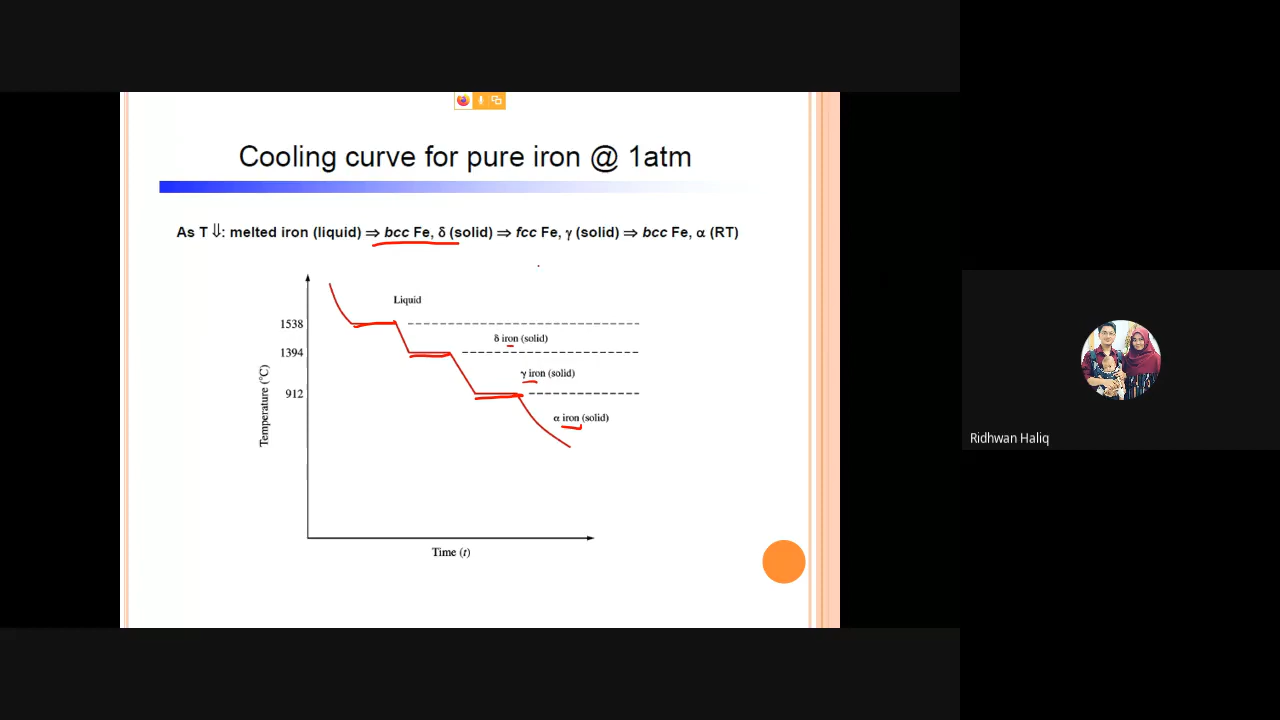 Cooling curve for pure iron @ 1atm
As T ⇓: melted iron (liquid) ⇒ bcc Fe, δ (solid) ⇒ fcc Fe, γ (solid) ⇒ bcc Fe, α (RT)
Liquid
1538
δ iron (solid)
1394
γ iron (solid)
912
α iron (solid)
Temperature (°C)
Time (t)
Ridhwan Haliq